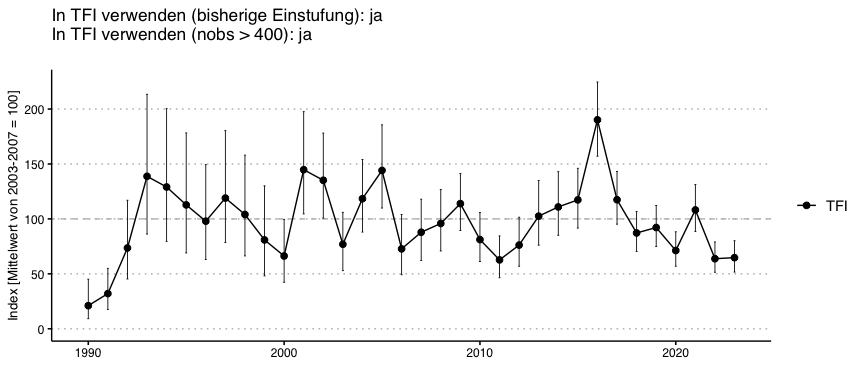 In TFI verwenden (bisherige Einstufung): ja
In TFI verwenden (nobs > 400): ja
Index [Mittelwert von 2003-2007 = 100]
200
150
100
50
0
1990
2000
2010
2020
TFI